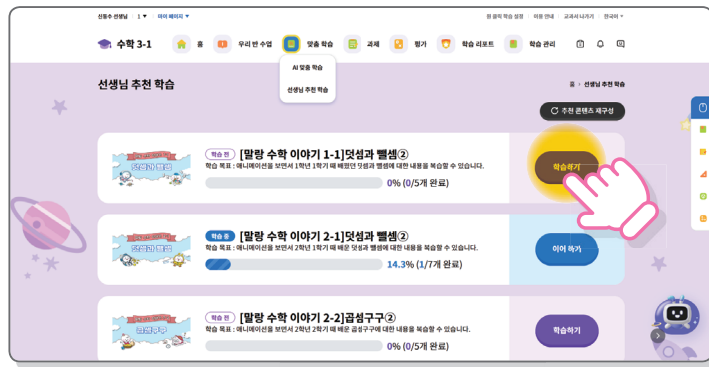 신동수 선생님 1 ▼ 마이 페이지 ▼
원 클릭 학습 설정 이용 안내 교과서 나가기 한국어
수학 3-1 홈 우리 반 수업 맞춤 학습 과제 평가 학습 리포트 학습 관리
AI 맞춤 학습
선생님 추천 학습
선생님 추천 학습
홈 선생님 추천 학습
추천 콘텐츠 재구성
학습 전 [말랑 수학 이야기 1-1]덧셈과 뺄셈②
학습 목표 : 애니메이션을 보면서 1학년 1학기 때 배웠던 덧셈과 뺄셈에 대한 내용을 복습할 수 있습니다.
덧셈과 뺄셈
0% (0/5개 완료)
학습하기
학습 중 [말랑 수학 이야기 2-1]덧셈과 뺄셈②
학습 목표 : 애니메이션을 보면서 2학년 1학기 때 배운 덧셈과 뺄셈에 대한 내용을 복습할 수 있습니다.
덧셈과 뺄셈
14.3% (1/7개 완료)
이어 하기
학습 전 [말랑 수학 이야기 2-2]곱셈구구②
학습 목표 : 애니메이션을 보면서 2학년 2학기 때 배운 곱셈구구에 대한 내용을 복습할 수 있습니다.
곱셈구구
0% (0/5개 완료)
학습하기